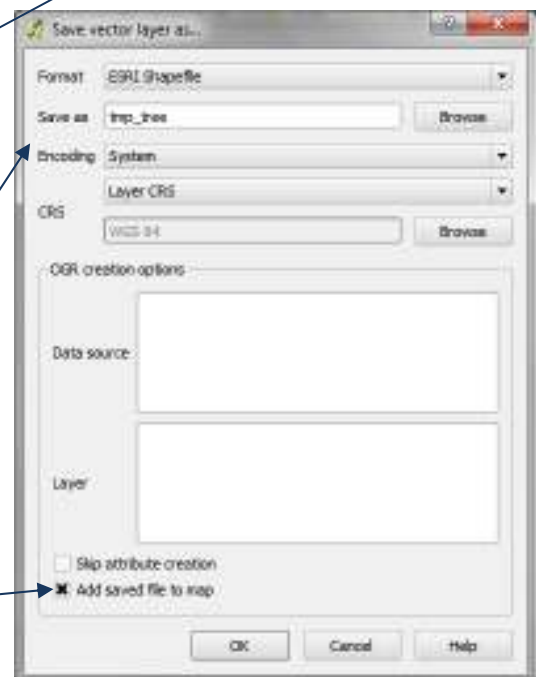 Save vector layer as...
Format ESRI Shapefile
Save as tmp_tree Browse
Encoding System
Layer CRS
CRS
WGS 84 Browse
OGR creation options
Data source
Layer
Skip attribute creation
Add saved file to map
OK Cancel Help